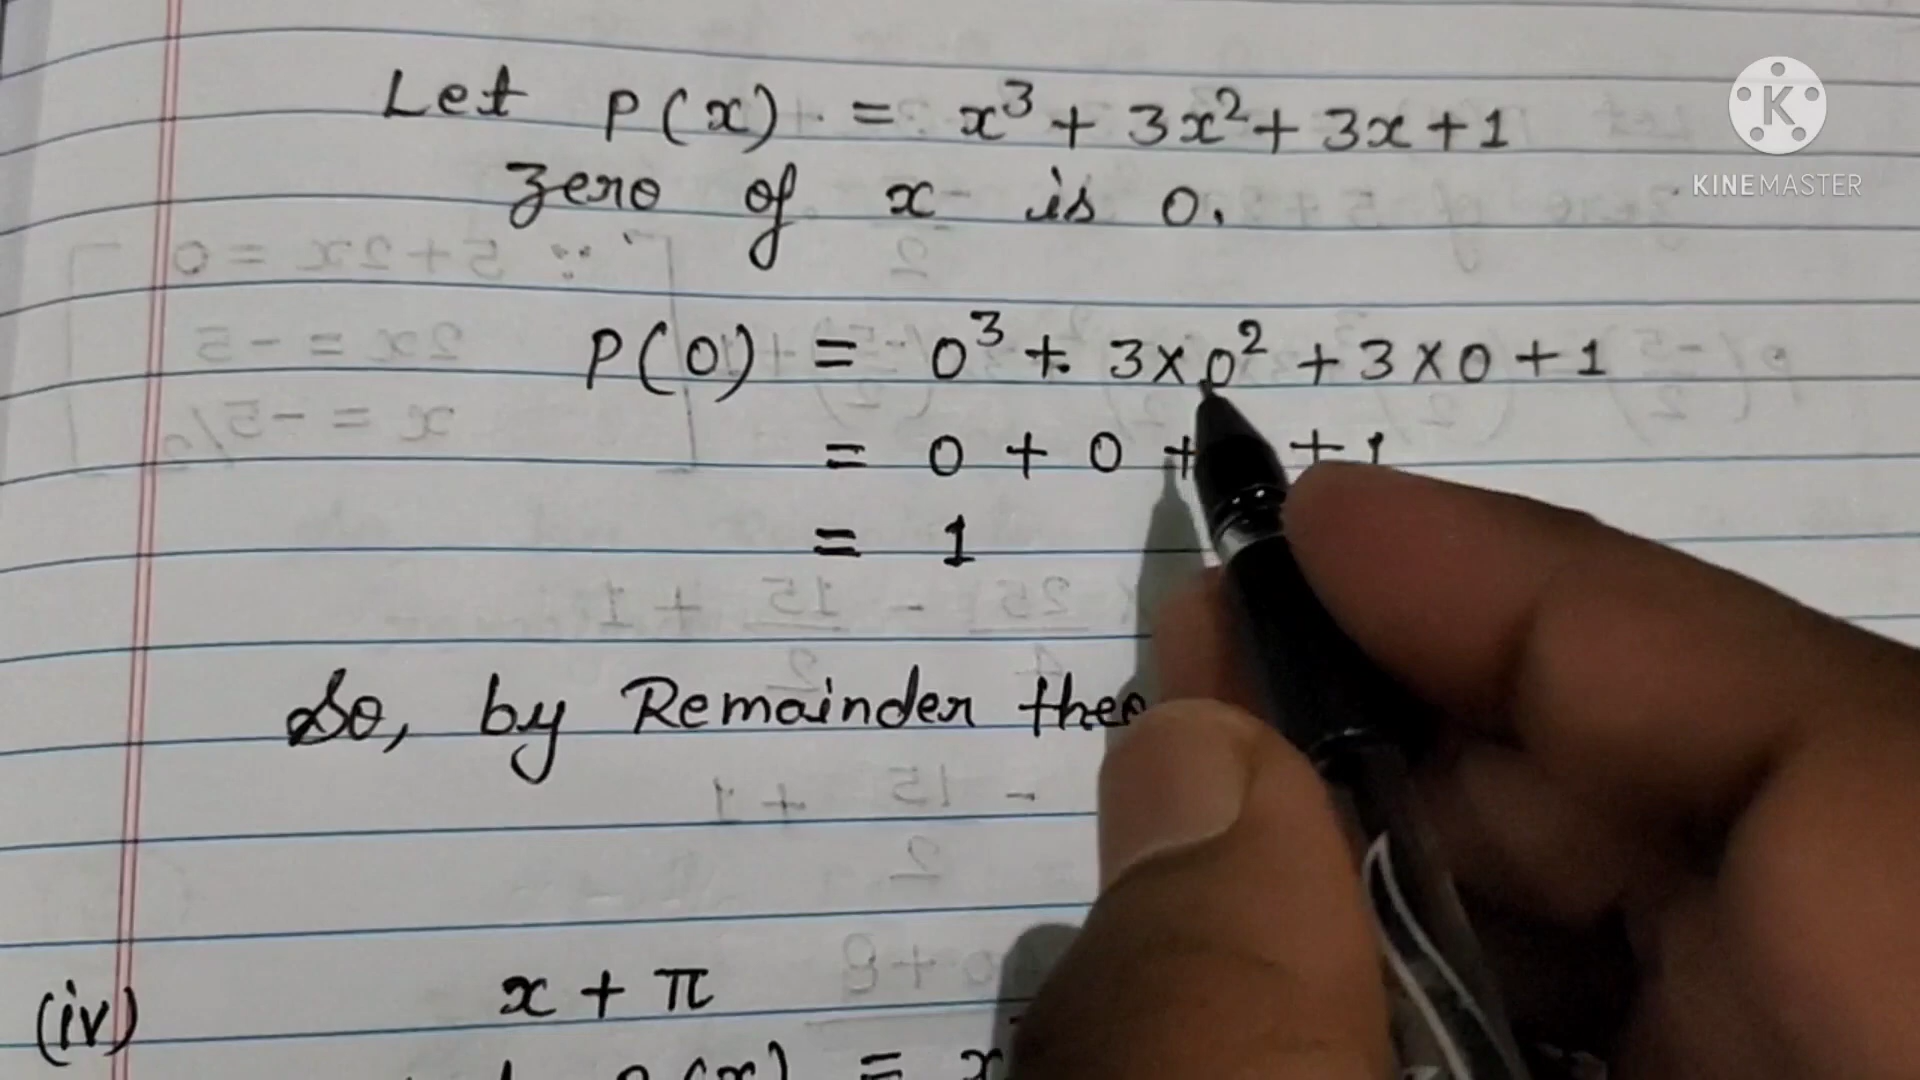 Let P(x) = x³ + 3x² + 3x + 1
KINEMASTER
zero of x is 0.
P(0) = 0³ + 3×0² + 3×0 + 1
= 0 + 0 + + 1
= 1
So, by Remainder
(iv) x + π
P(x) = x